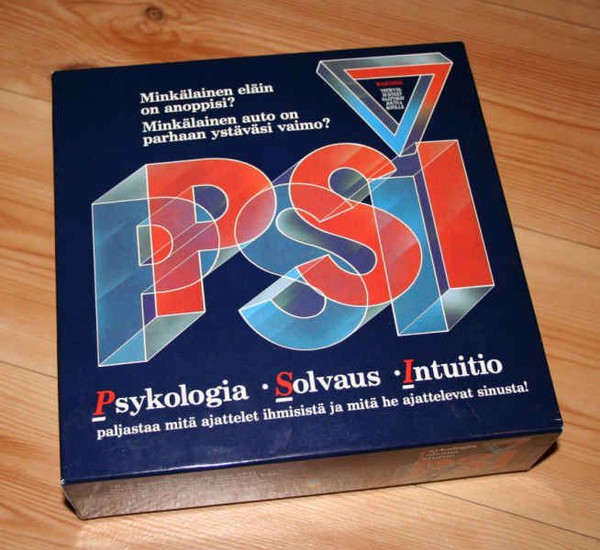 Minkälainen eläin
on anoppisi?
Minkälainen auto on
parhaan ystäväsi vaimo?
PSI
Psykologia · Solvaus · Intuitio
paljastaa mitä ajattelet ihmisistä ja mitä he ajattelevat sinusta!